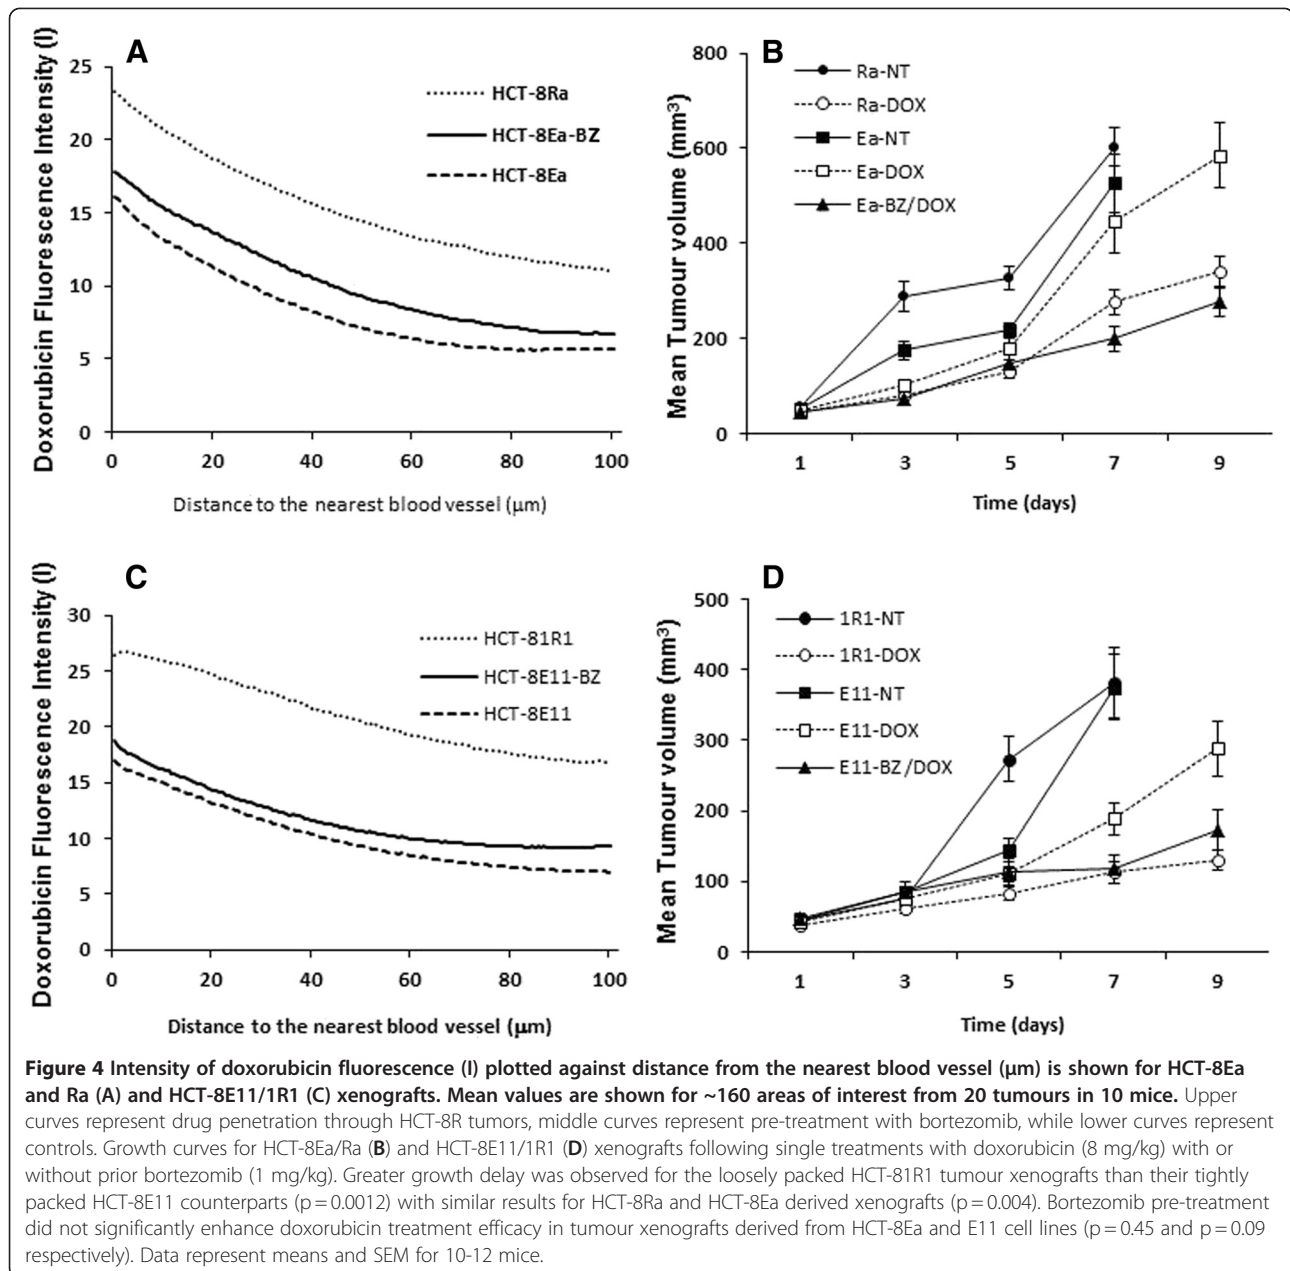 A
Doxorubicin Fluorescence Intensity (I)
25
20
15
10
5
0
HCT-8Ra
HCT-8Ea-BZ
HCT-8Ea
0 20 40 60 80 100
Distance to the nearest blood vessel (µm)
B
Mean Tumour volume (mm³)
800
600
400
200
0
Ra-NT
Ra-DOX
Ea-NT
Ea-DOX
Ea-BZ/DOX
1 3 5 7 9
Time (days)
C
Doxorubicin Fluorescence Intensity (I)
30
25
20
15
10
5
0
HCT-81R1
HCT-8E11-BZ
HCT-8E11
0 20 40 60 80 100
Distance to the nearest blood vessel (µm)
D
Mean Tumour volume (mm³)
500
400
300
200
100
0
1R1-NT
1R1-DOX
E11-NT
E11-DOX
E11-BZ/DOX
1 3 5 7 9
Time (days)
Figure 4 Intensity of doxorubicin fluorescence (I) plotted against distance from the nearest blood vessel (µm) is shown for HCT-8Ea
and Ra (A) and HCT-8E11/1R1 (C) xenografts. Mean values are shown for ~160 areas of interest from 20 tumours in 10 mice. Upper
curves represent drug penetration through HCT-8R tumors, middle curves represent pre-treatment with bortezomib, while lower curves represent
controls. Growth curves for HCT-8Ea/Ra (B) and HCT-8E11/1R1 (D) xenografts following single treatments with doxorubicin (8 mg/kg) with or
without prior bortezomib (1 mg/kg). Greater growth delay was observed for the loosely packed HCT-81R1 tumour xenografts than their tightly
packed HCT-8E11 counterparts (p = 0.0012) with similar results for HCT-8Ra and HCT-8Ea derived xenografts (p = 0.004). Bortezomib pre-treatment
did not significantly enhance doxorubicin treatment efficacy in tumour xenografts derived from HCT-8Ea and E11 cell lines (p = 0.45 and p = 0.09
respectively). Data represent means and SEM for 10-12 mice.